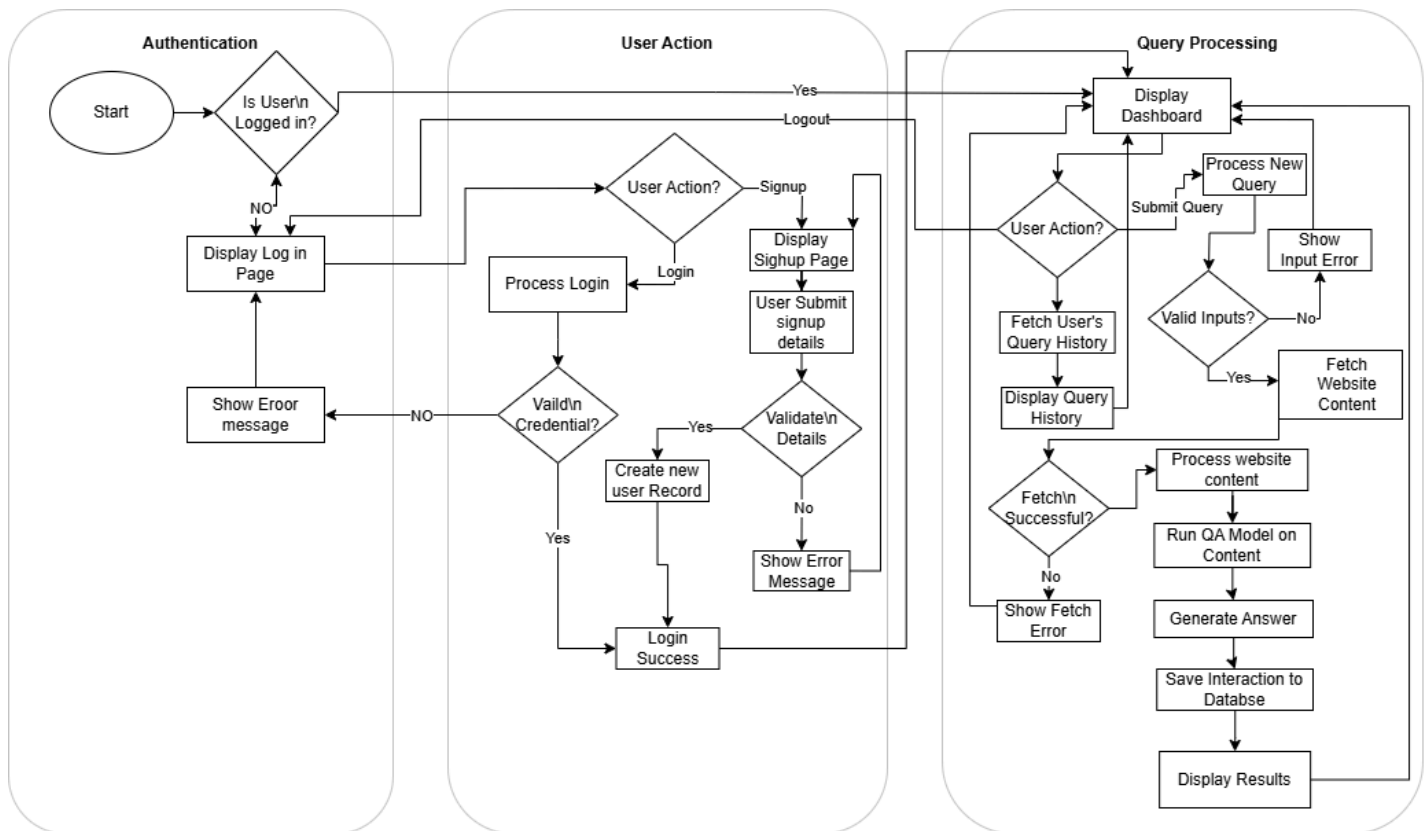 Authentication
User Action
Query Processing
Start
Is User\n
Logged in?
Yes
Logout
NO
Display Log in
Page
Show Eroor
message
NO
User Action?
Signup
Login
Process Login
Display
Sighup Page
User Submit
signup
details
Vaild\n
Credential?
Yes
Validate\n
Details
Yes
No
Create new
user Record
Show Error
Message
Login
Success
Display
Dashboard
User Action?
Submit Query
Process New
Query
Show
Input Error
Valid Inputs?
No
Yes
Fetch User's
Query History
Display Query
History
Fetch
Website
Content
Fetch\n
Successful?
No
Show Fetch
Error
Process website
content
Run QA Model on
Content
Generate Answer
Save Interaction to
Databse
Display Results